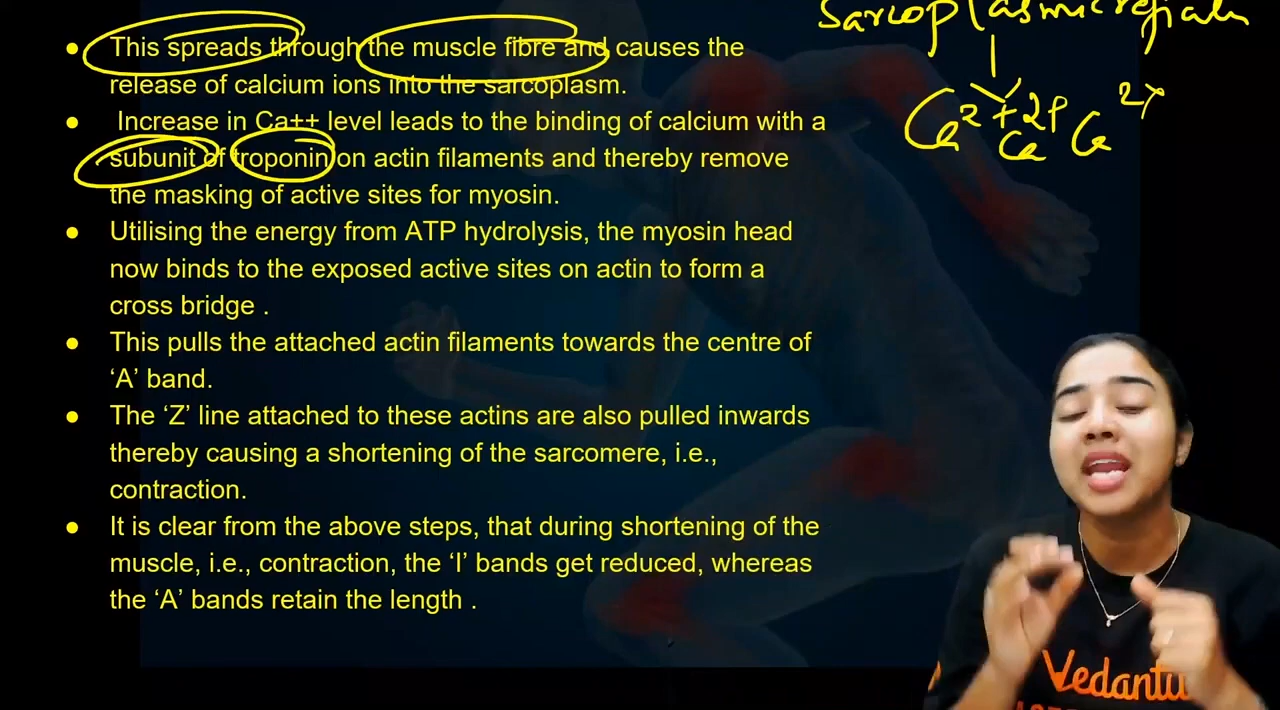 Sarcoplasmic
• This spreads through the muscle fibre and causes the
release of calcium ions into the sarcoplasm.
Ca2+ Ca2+ Ca2+
• Increase in Ca++ level leads to the binding of calcium with a
subunit of troponin on actin filaments and thereby remove
the masking of active sites for myosin.
• Utilising the energy from ATP hydrolysis, the myosin head
now binds to the exposed active sites on actin to form a
cross bridge .
• This pulls the attached actin filaments towards the centre of
‘A’ band.
• The ‘Z’ line attached to these actins are also pulled inwards
thereby causing a shortening of the sarcomere, i.e.,
contraction.
• It is clear from the above steps, that during shortening of the
muscle, i.e., contraction, the ‘I’ bands get reduced, whereas
the ‘A’ bands retain the length .
Vedantu